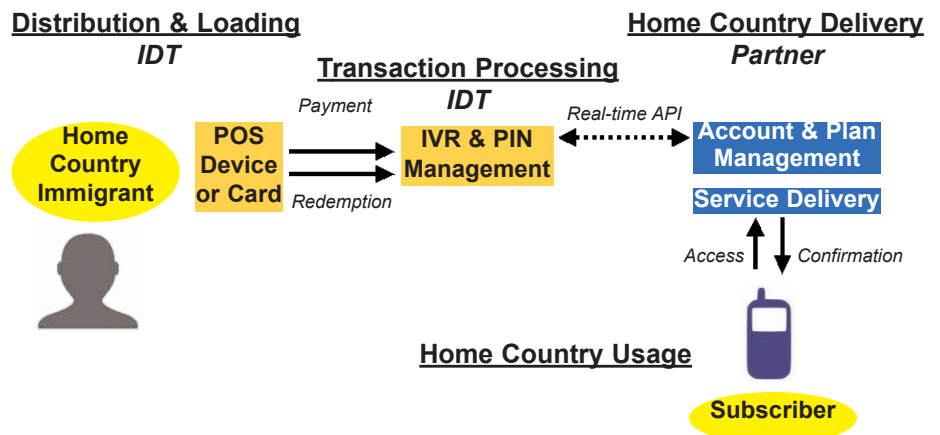 Distribution & Loading
IDT
Home Country Delivery
Partner
Transaction Processing
IDT
Home
Country
Immigrant
POS
Device
or Card
Payment
Redemption
IVR & PIN
Management
Real-time API
Account & Plan
Management
Service Delivery
Access
Confirmation
Home Country Usage
Subscriber